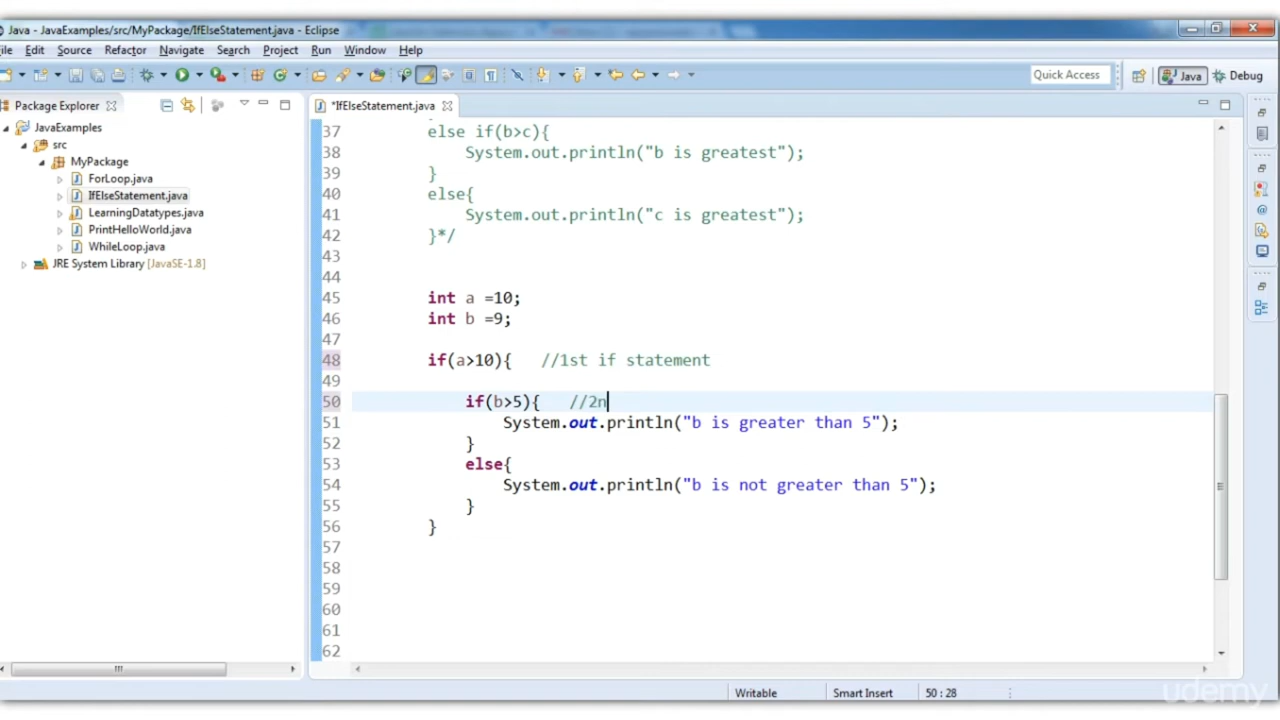 Java - JavaExamples/src/MyPackage/IfElseStatement.java - Eclipse
ile Edit Source Refactor Navigate Search Project Run Window Help
Quick Access Java Debug
Package Explorer
*IfElseStatement.java
JavaExamples
src
MyPackage
ForLoop.java
IfElseStatement.java
LearningDatatypes.java
PrintHelloWorld.java
WhileLoop.java
JRE System Library [JavaSE-1.8]
37 else if(b>c){
38 System.out.println("b is greatest");
39 }
40 else{
41 System.out.println("c is greatest");
42 }*/
43
44
45 int a =10;
46 int b =9;
47
48 if(a>10){ //1st if statement
49
50 if(b>5){ //2n
51 System.out.println("b is greater than 5");
52 }
53 else{
54 System.out.println("b is not greater than 5");
55 }
56 }
57
58
59
60
61
62
Writable Smart Insert 50 : 28
udemy